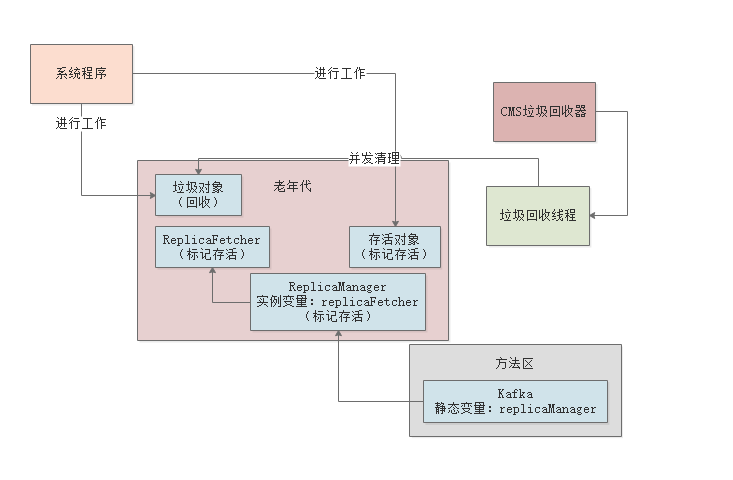 系统程序
进行工作
进行工作
CMS垃圾回收器
并发清理
垃圾对象
（回收）
老年代
垃圾回收线程
ReplicaFetcher
（标记存活）
存活对象
（标记存活）
ReplicaManager
实例变量：replicaFetcher
（标记存活）
方法区
Kafka
静态变量：replicaManager